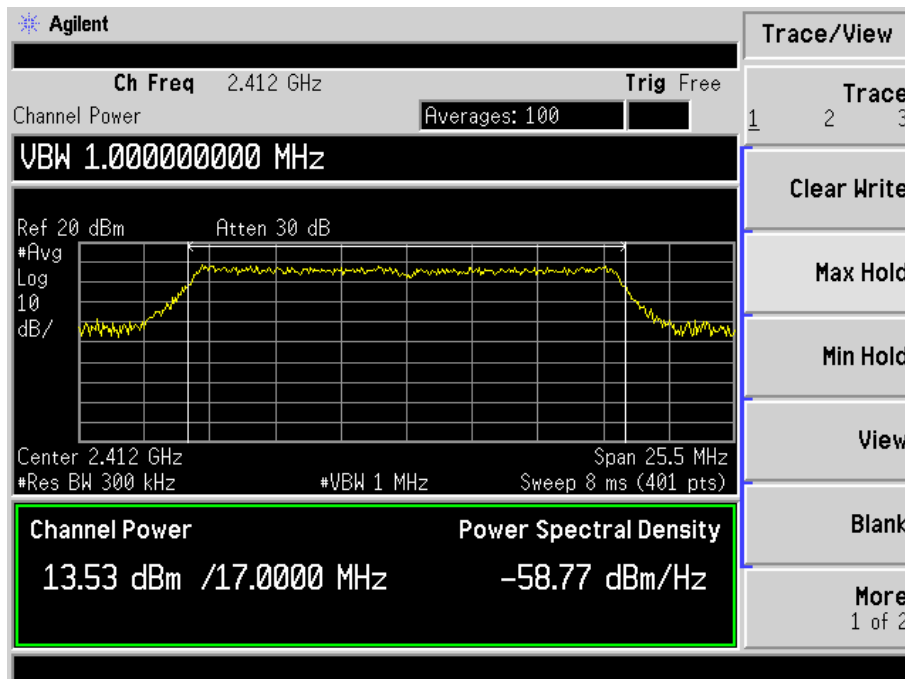 Agilent
Trace/View
Ch Freq 2.412 GHz Trig Free
Channel Power Averages: 100
VBW 1.000000000 MHz
Ref 20 dBm Atten 30 dB
#Avg
Log
10
dB/
Center 2.412 GHz Span 25.5 MHz
#Res BW 300 kHz #VBW 1 MHz Sweep 8 ms (401 pts)
Channel Power Power Spectral Density
13.53 dBm /17.0000 MHz -58.77 dBm/Hz
Trace
1 2 3
Clear Write
Max Hold
Min Hold
View
Blank
More
1 of 2